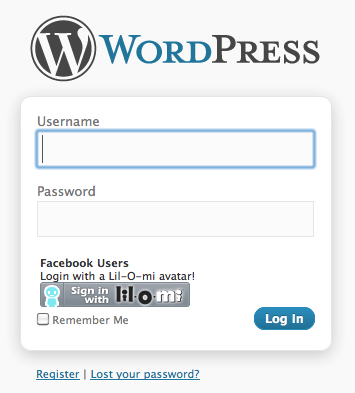 WORDPRESS
Username
Password
Facebook Users
Login with a Lil-O-mi avatar!
Sign in with lil-o-mi
Remember Me
Log In
Register | Lost your password?